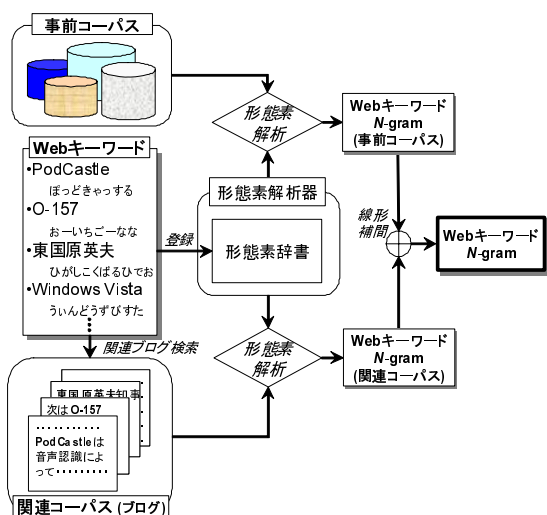 事前コーパス
Webキーワード
•PodCastle
ぽっどきゃっする
•O-157
おーいちごーなな
•東国原英夫
ひがしこくばるひでお
•Windows Vista
うぃんどうずびすた
関連ブログ検索
東国原英夫知事
次は O-157
PodCastleは
音声認識によ
って
関連コーパス (ブログ)
登録
形態素
解析
形態素解析器
形態素辞書
形態素
解析
Webキーワード
N-gram
(事前コーパス)
線形
補間
Webキーワード
N-gram
Webキーワード
N-gram
(関連コーパス)